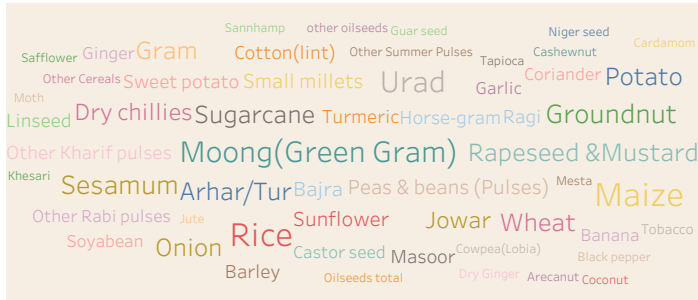 Sannhamp other oilseeds Guar seed Niger seed
Safflower Ginger Gram Cotton(lint) Other Summer Pulses Cashewnut Cardamom
Other Cereals Sweet potato Small millets Urad Tapioca Garlic Coriander Potato
Moth
Linseed Dry chillies Sugarcane Turmeric Horse-gram Ragi Groundnut
Other Kharif pulses Moong(Green Gram) Rapeseed &Mustard
Khesari Sesamum Arhar/Tur Bajra Peas & beans (Pulses) Mesta Maize
Other Rabi pulses Jute Rice Sunflower Jowar Wheat Banana Tobacco
Soyabean Onion Castor seed Masoor Cowpea(Lobia) Black pepper
Barley Oilseeds total Dry Ginger Arecanut Coconut